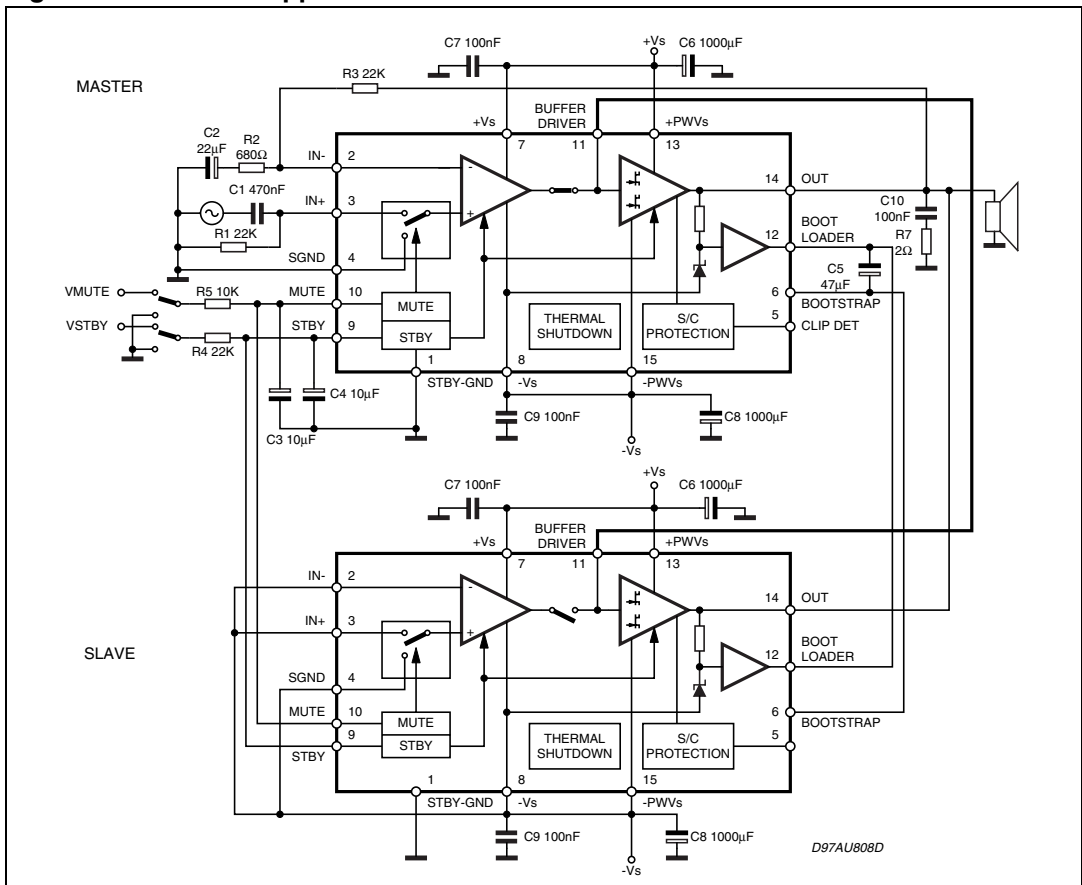 MASTER
C7 100nF
+Vs
C6 1000μF
R3 22K
BUFFER
DRIVER
+Vs
7
11
+PWVs
13
C2
22μF
R2
680Ω
IN-
2
-
C1 470nF
IN+
3
+
R1 22K
SGND
4
14
OUT
C10
100nF
R7
2Ω
12
BOOT
LOADER
C5
47μF
6
BOOTSTRAP
5
CLIP DET
VMUTE
R5 10K
MUTE
10
MUTE
VSTBY
R4 22K
STBY
9
STBY
THERMAL
SHUTDOWN
S/C
PROTECTION
1
STBY-GND
8
-Vs
15
-PWVs
C4 10μF
C3 10μF
C9 100nF
C8 1000μF
-Vs
SLAVE
C7 100nF
+Vs
C6 1000μF
BUFFER
DRIVER
+Vs
7
11
+PWVs
13
IN-
2
-
IN+
3
+
SGND
4
14
OUT
12
BOOT
LOADER
6
BOOTSTRAP
5
MUTE
10
MUTE
9
STBY
STBY
THERMAL
SHUTDOWN
S/C
PROTECTION
1
STBY-GND
8
-Vs
15
-PWVs
C9 100nF
C8 1000μF
-Vs
D97AU808D